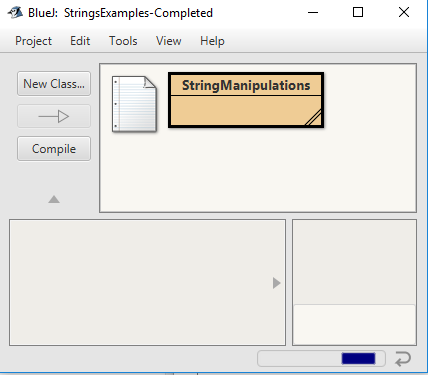 BlueJ: StringsExamples-Completed
Project Edit Tools View Help
New Class...
StringManipulations
Compile